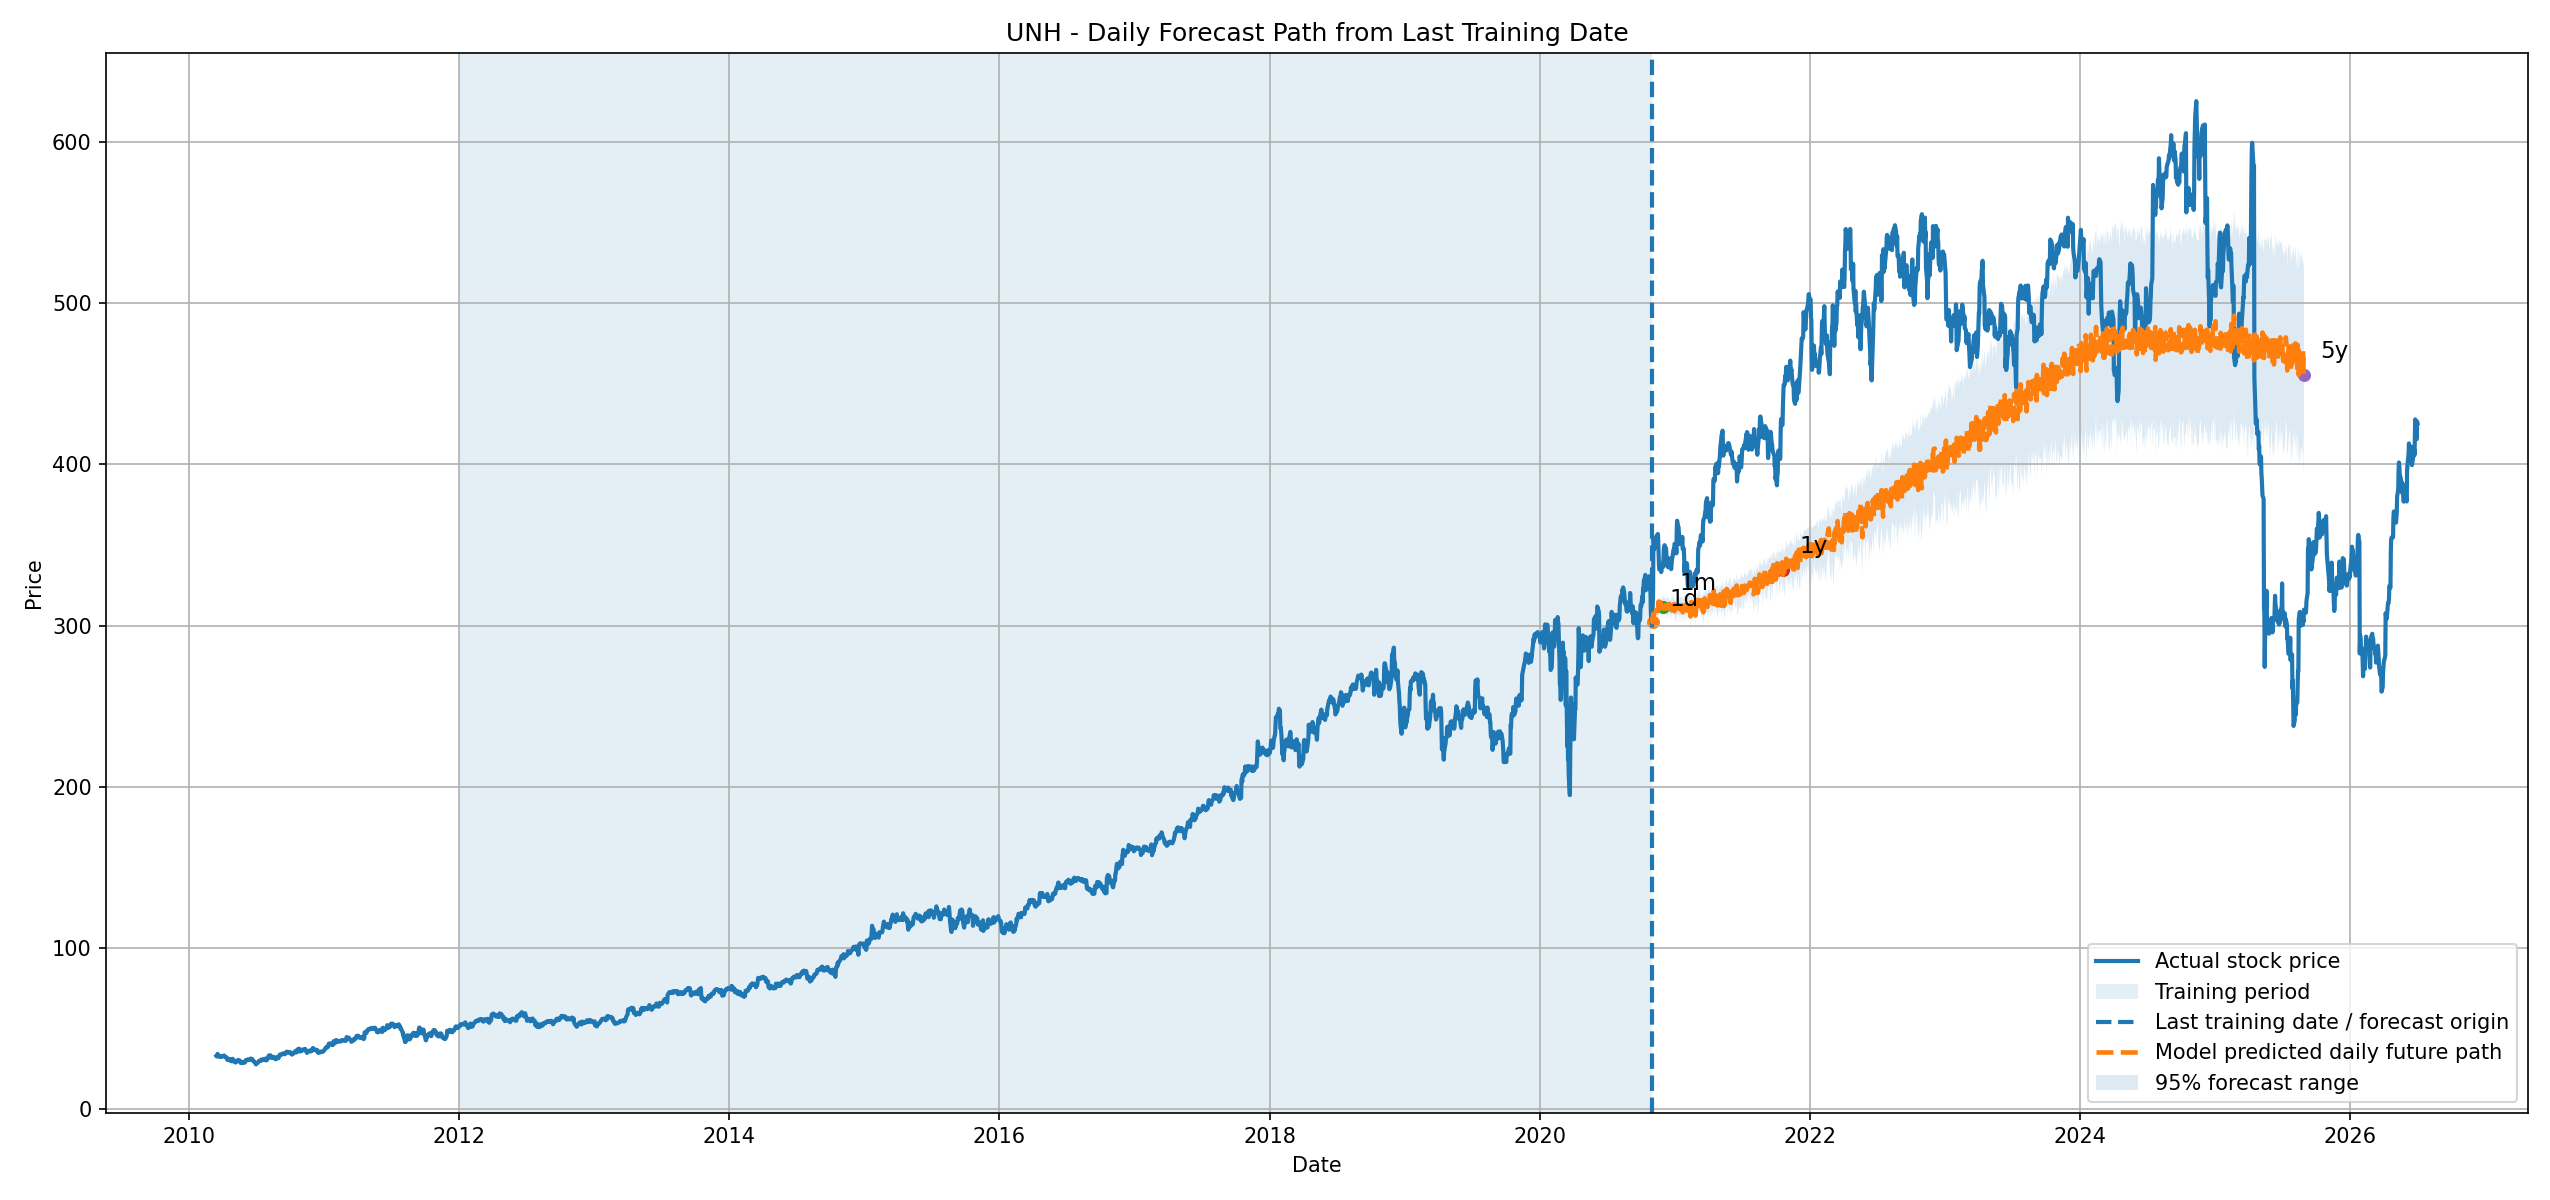 UNH - Daily Forecast Path from Last Training Date
Price
600
500
400
300
200
100
0
5y
1y
1m
1d
Actual stock price
Training period
Last training date / forecast origin
Model predicted daily future path
95% forecast range
2010 2012 2014 2016 2018 2020 2022 2024 2026
Date